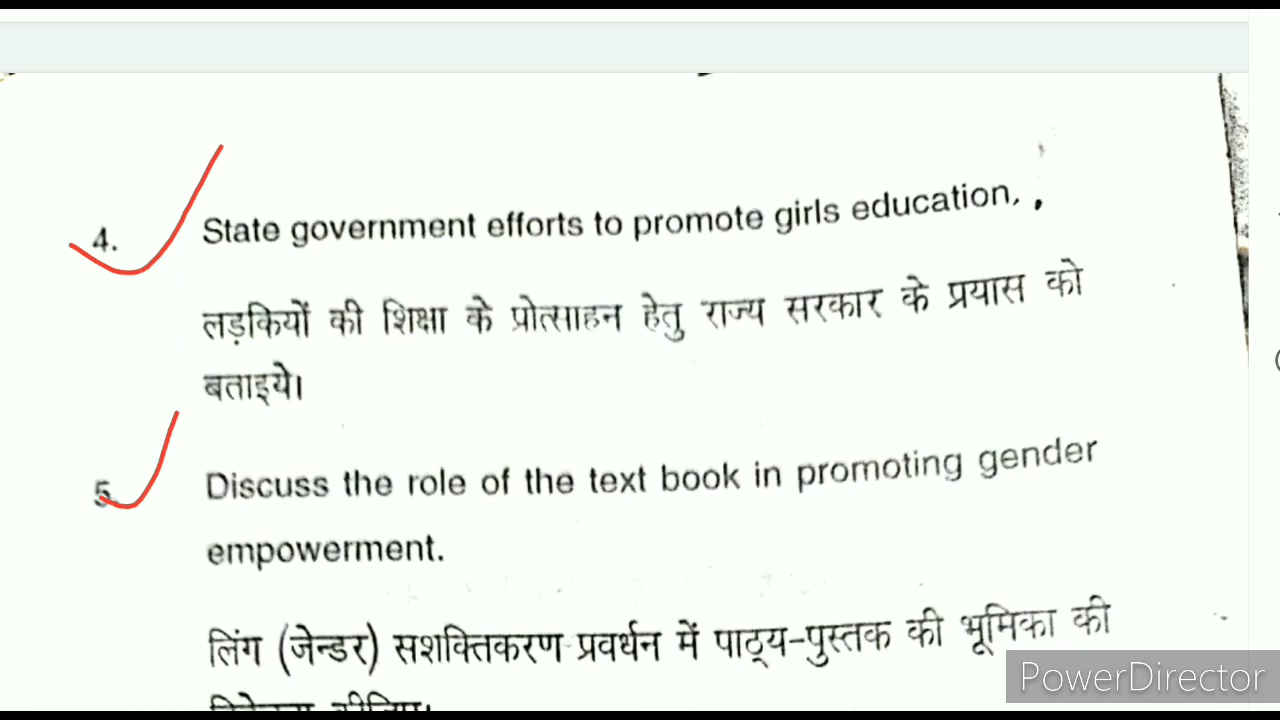 4. State government efforts to promote girls education,
लड़कियों की शिक्षा के प्रोत्साहन हेतु राज्य सरकार के प्रयास को
बताइये।
5. Discuss the role of the text book in promoting gender
empowerment.
लिंग (जेन्डर) सशक्तिकरण प्रवर्धन में पाठ्य-पुस्तक की भूमिका की
PowerDirector